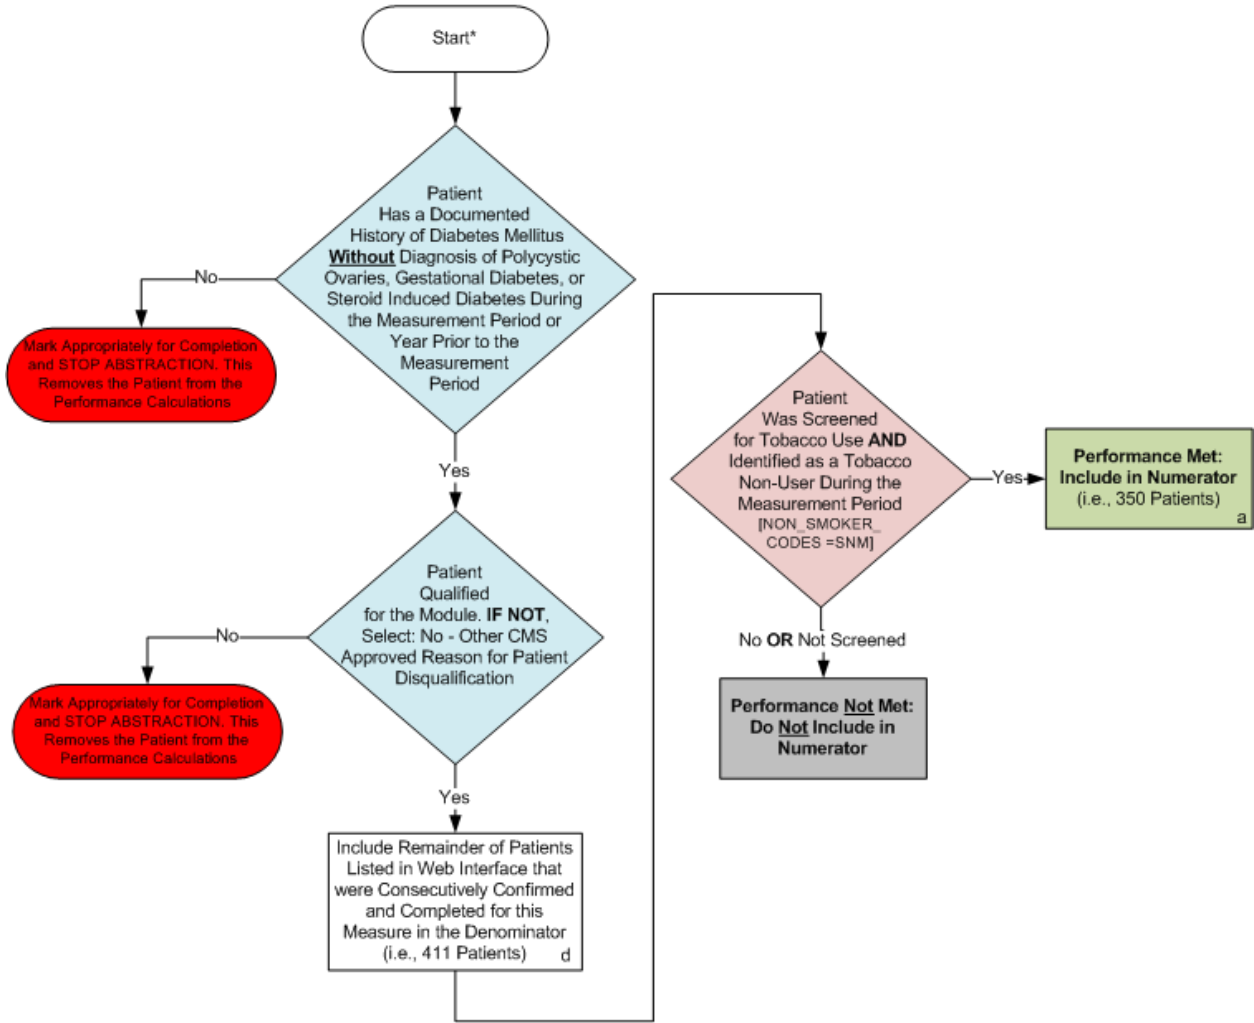 Start*
Patient
Has a Documented
History of Diabetes Mellitus
Without Diagnosis of Polycystic
Ovaries, Gestational Diabetes, or
Steroid Induced Diabetes During
the Measurement Period or
Year Prior to the
Measurement
Period
No
Mark Appropriately for Completion
and STOP ABSTRACTION. This
Removes the Patient from the
Performance Calculations
Yes
Patient
Qualified
for the Module. IF NOT,
Select: No - Other CMS
Approved Reason for Patient
Disqualification
No
Mark Appropriately for Completion
and STOP ABSTRACTION. This
Removes the Patient from the
Performance Calculations
Yes
Include Remainder of Patients
Listed in Web Interface that
were Consecutively Confirmed
and Completed for this
Measure in the Denominator
(i.e., 411 Patients) d
Patient
Was Screened
for Tobacco Use AND
Identified as a Tobacco
Non-User During the
Measurement Period
[NON_SMOKER_
CODES =SNM]
Yes
Performance Met:
Include in Numerator
(i.e., 350 Patients)
a
No OR Not Screened
Performance Not Met:
Do Not Include in
Numerator